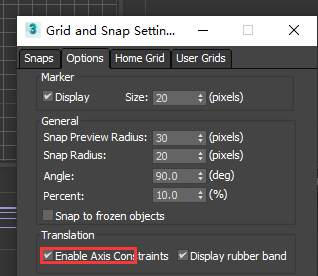 3 Grid and Snap Settin...
Snaps Options Home Grid User Grids
Marker
Display Size: 20 (pixels)
General
Snap Preview Radius: 30 (pixels)
Snap Radius: 20 (pixels)
Angle: 90.0 (deg)
Percent: 10.0 (%)
Snap to frozen objects
Translation
Enable Axis Constraints Display rubber band